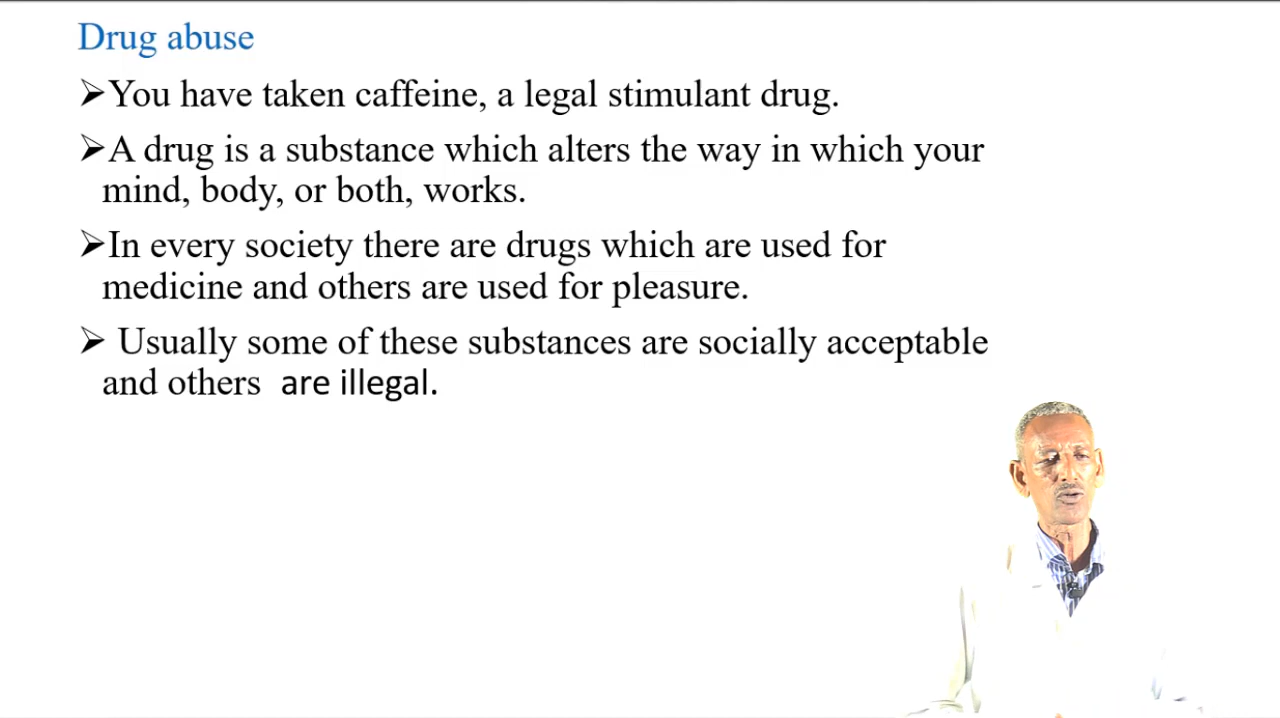 Drug abuse
➢You have taken caffeine, a legal stimulant drug.
➢A drug is a substance which alters the way in which your
mind, body, or both, works.
➢In every society there are drugs which are used for
medicine and others are used for pleasure.
➢ Usually some of these substances are socially acceptable
and others  are illegal.